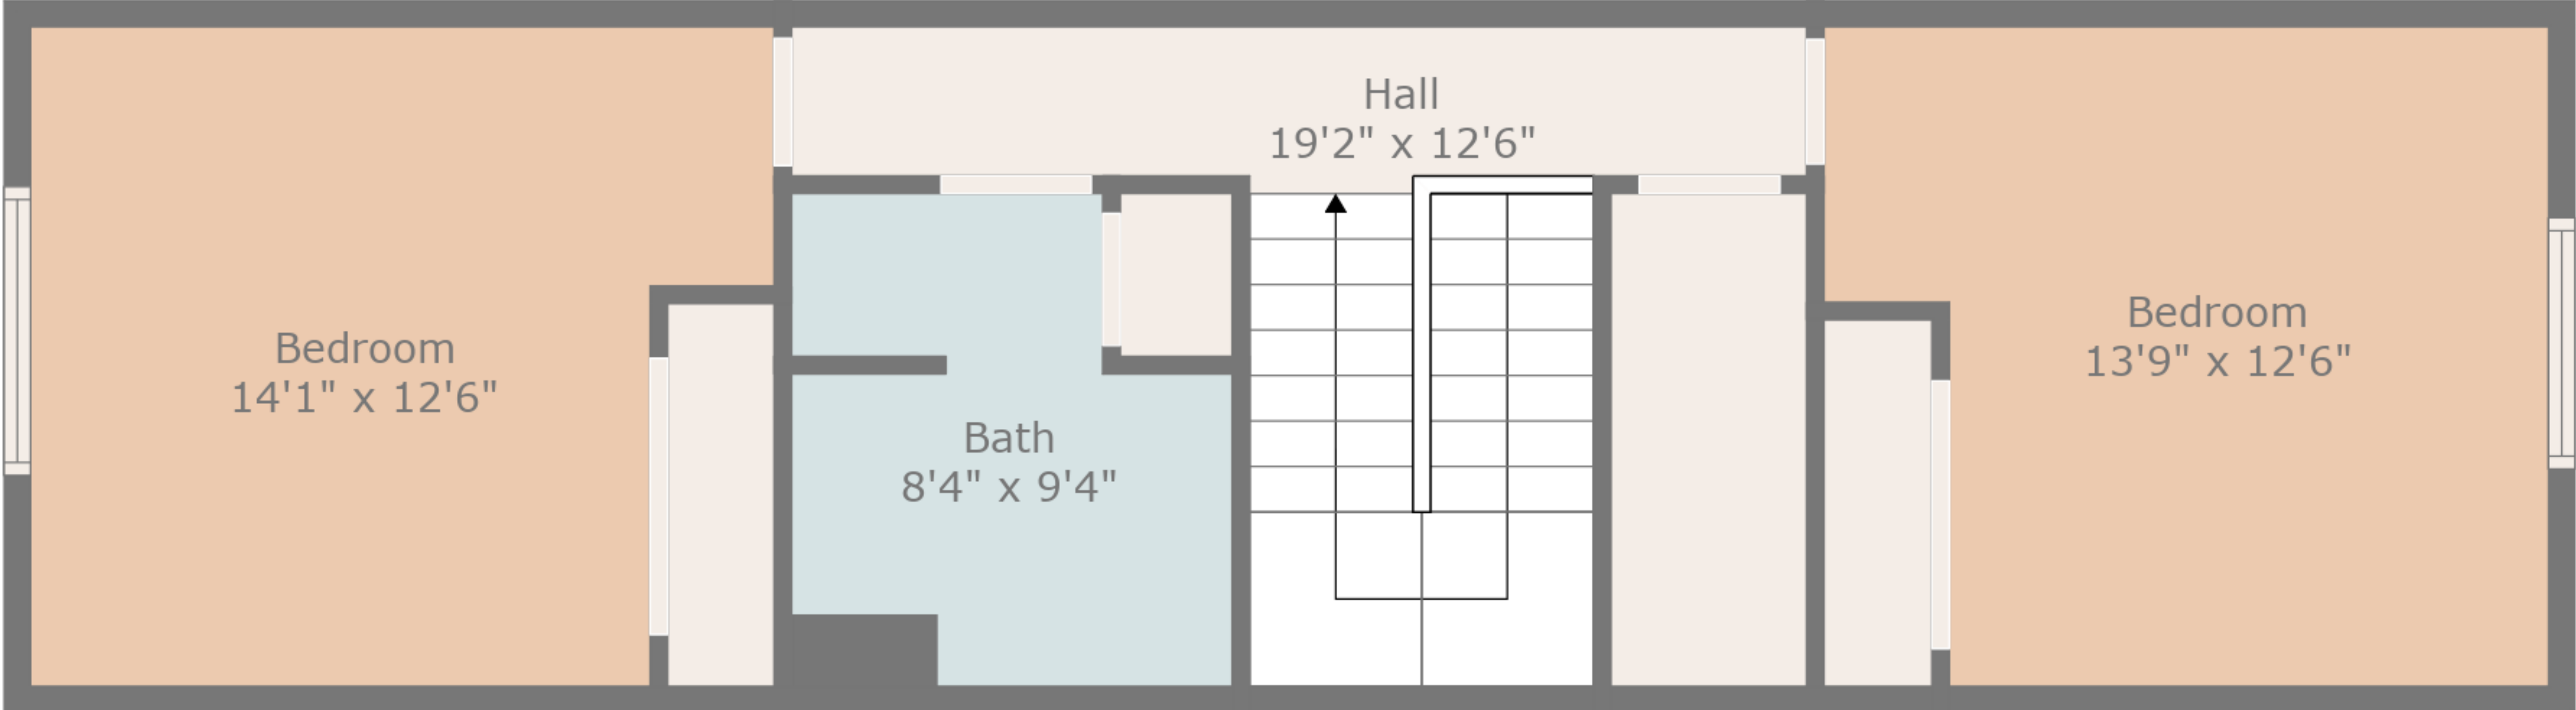 Hall
19'2" x 12'6"
Bedroom
14'1" x 12'6"
Bath
8'4" x 9'4"
Bedroom
13'9" x 12'6"